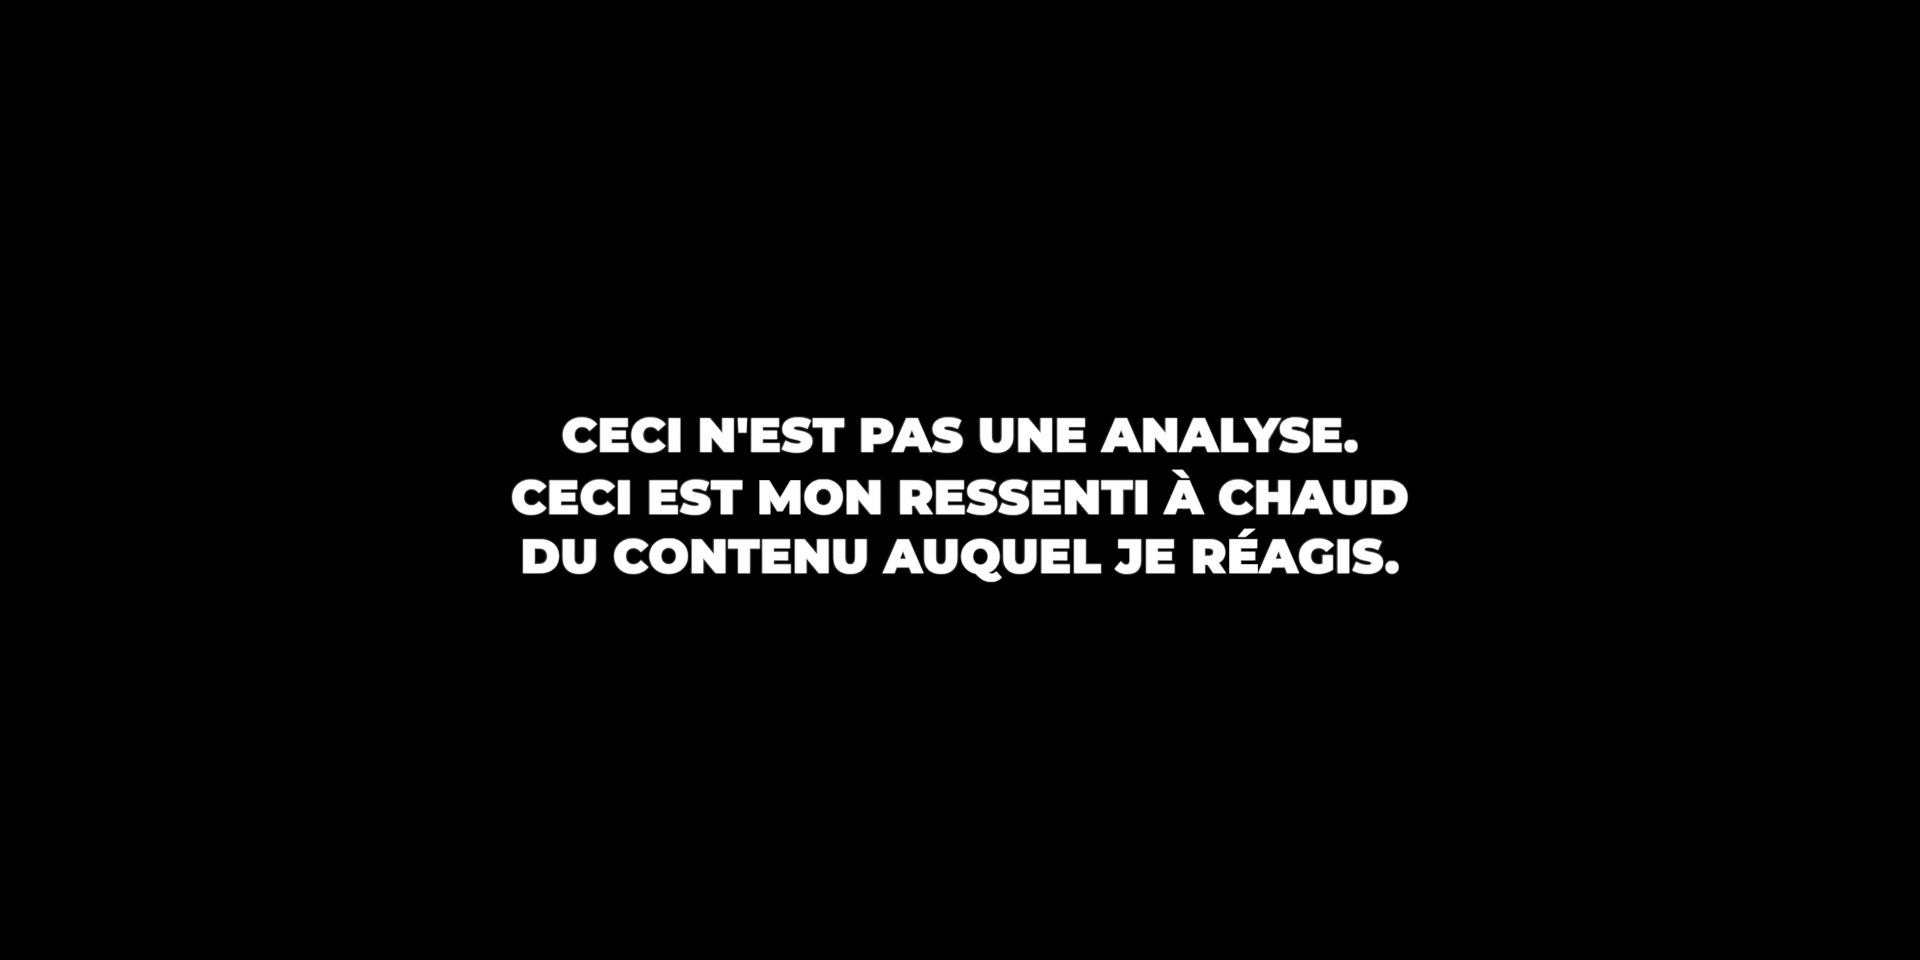 CECI N'EST PAS UNE ANALYSE.
CECI EST MON RESSENTI À CHAUD
DU CONTENU AUQUEL JE RÉAGIS.